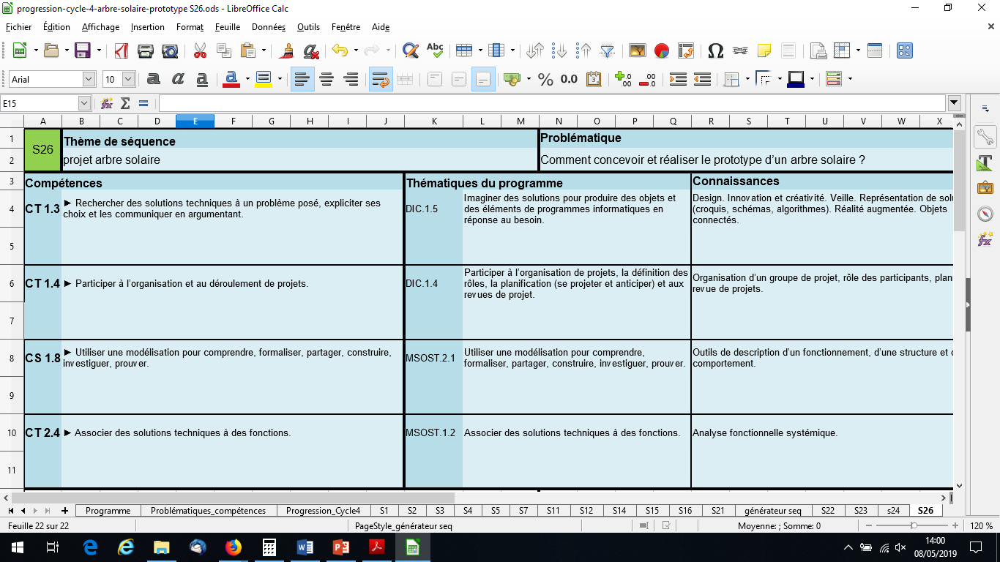 progression-cycle-4-arbre-solaire-prototype S26.ods - LibreOffice Calc
Fichier Édition Affichage Insertion Format Feuille Données Outils Fenêtre Aide
Abc
Arial 10 a a a a % 0.0
E15
A B C D E F G H I J K L M N O P Q R S T U V W X
1 S26 Thème de séquence Problématique
2 projet arbre solaire Comment concevoir et réaliser le prototype d'un arbre solaire ?
3 Compétences Thématiques du programme Connaissances
4 CT 1.3 ► Rechercher des solutions techniques à un problème posé, expliciter ses
choix et les communiquer en argumentant.
DIC.1.5 Imaginer des solutions pour produire des objets et
des éléments de programmes informatiques en
réponse au besoin.
Design. Innovation et créativité. Veille. Représentation de solu
(croquis, schémas, algorithmes). Réalité augmentée. Objets
connectés.
5
6 CT 1.4 ► Participer à l'organisation et au déroulement de projets.
DIC.1.4 Participer à l'organisation de projets, la définition des
rôles, la planification (se projeter et anticiper) et aux
revues de projet.
Organisation d'un groupe de projet, rôle des participants, plan
revue de projets.
7
8 CS 1.8 ► Utiliser une modélisation pour comprendre, formaliser, partager, construire,
investiguer, prouver.
MSOST.2.1 Utiliser une modélisation pour comprendre,
formaliser, partager, construire, investiguer, prouver.
Outils de description d'un fonctionnement, d'une structure et d
comportement.
9
10 CT 2.4 ► Associer des solutions techniques à des fonctions.
MSOST.1.2 Associer des solutions techniques à des fonctions.
Analyse fonctionnelle systémique.
11
Programme Problématiques_compétences Progression_Cycle4 S1 S2 S3 S4 S5 S7 S11 S12 S14 S15 S16 S21 générateur seq S22 S23 s24 S26
Feuille 22 sur 22 PageStyle_générateur seq Moyenne: ; Somme: 0 120 %
14:00
08/05/2019